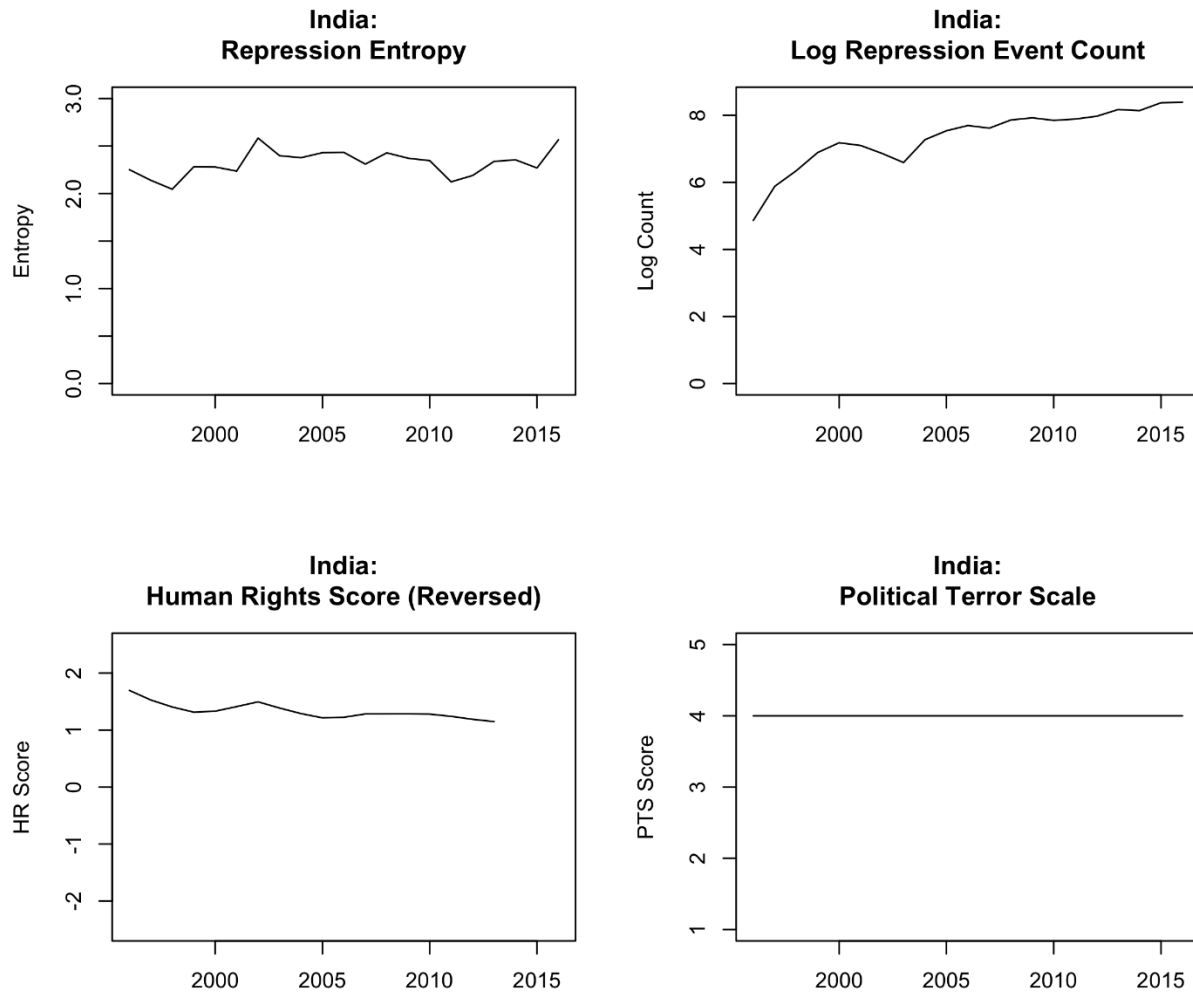 India:
Repression Entropy
Entropy
3.0
2.0
1.0
0.0
2000 2005 2010 2015
India:
Log Repression Event Count
Log Count
8
6
4
2
0
2000 2005 2010 2015
India:
Human Rights Score (Reversed)
HR Score
2
1
0
-1
-2
2000 2005 2010 2015
India:
Political Terror Scale
PTS Score
5
4
3
2
1
2000 2005 2010 2015